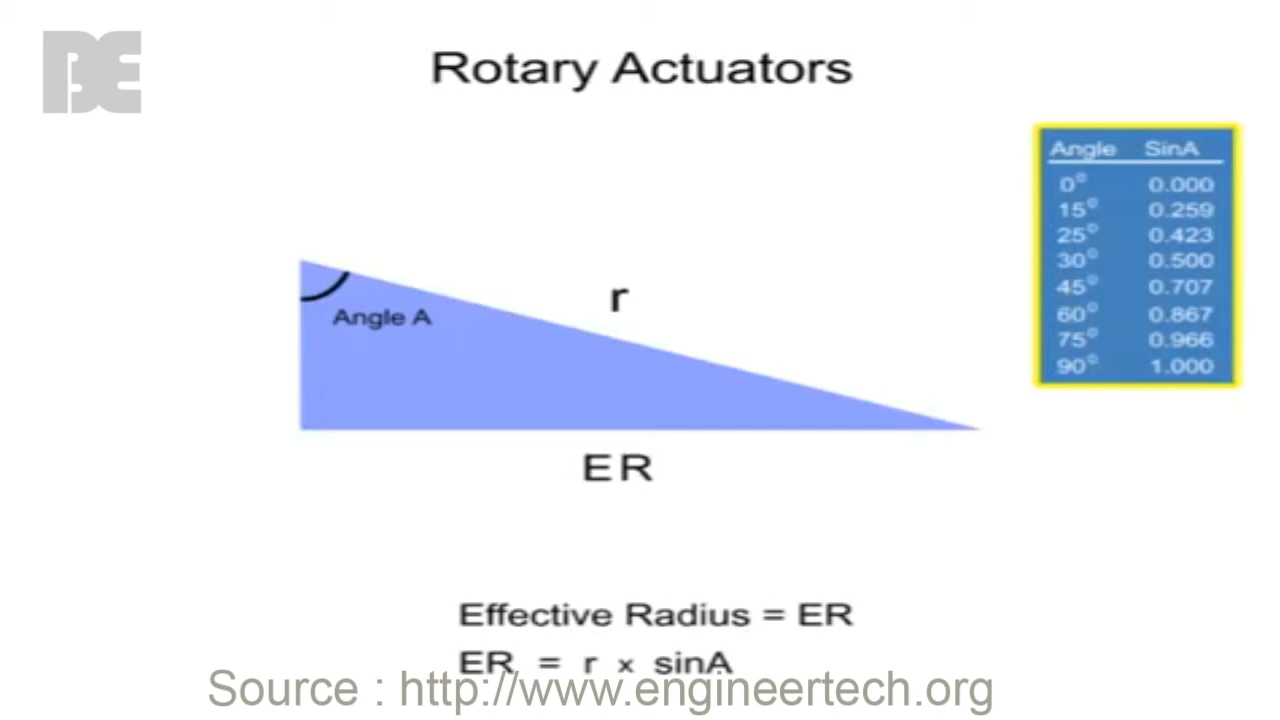 BE
Rotary Actuators
Angle SinA
0° 0.000
15° 0.259
25° 0.423
30° 0.500
45° 0.707
60° 0.867
75° 0.966
90° 1.000
r
Angle A
ER
Effective Radius = ER
ER = r x sinA
Source : http://www.engineertech.org